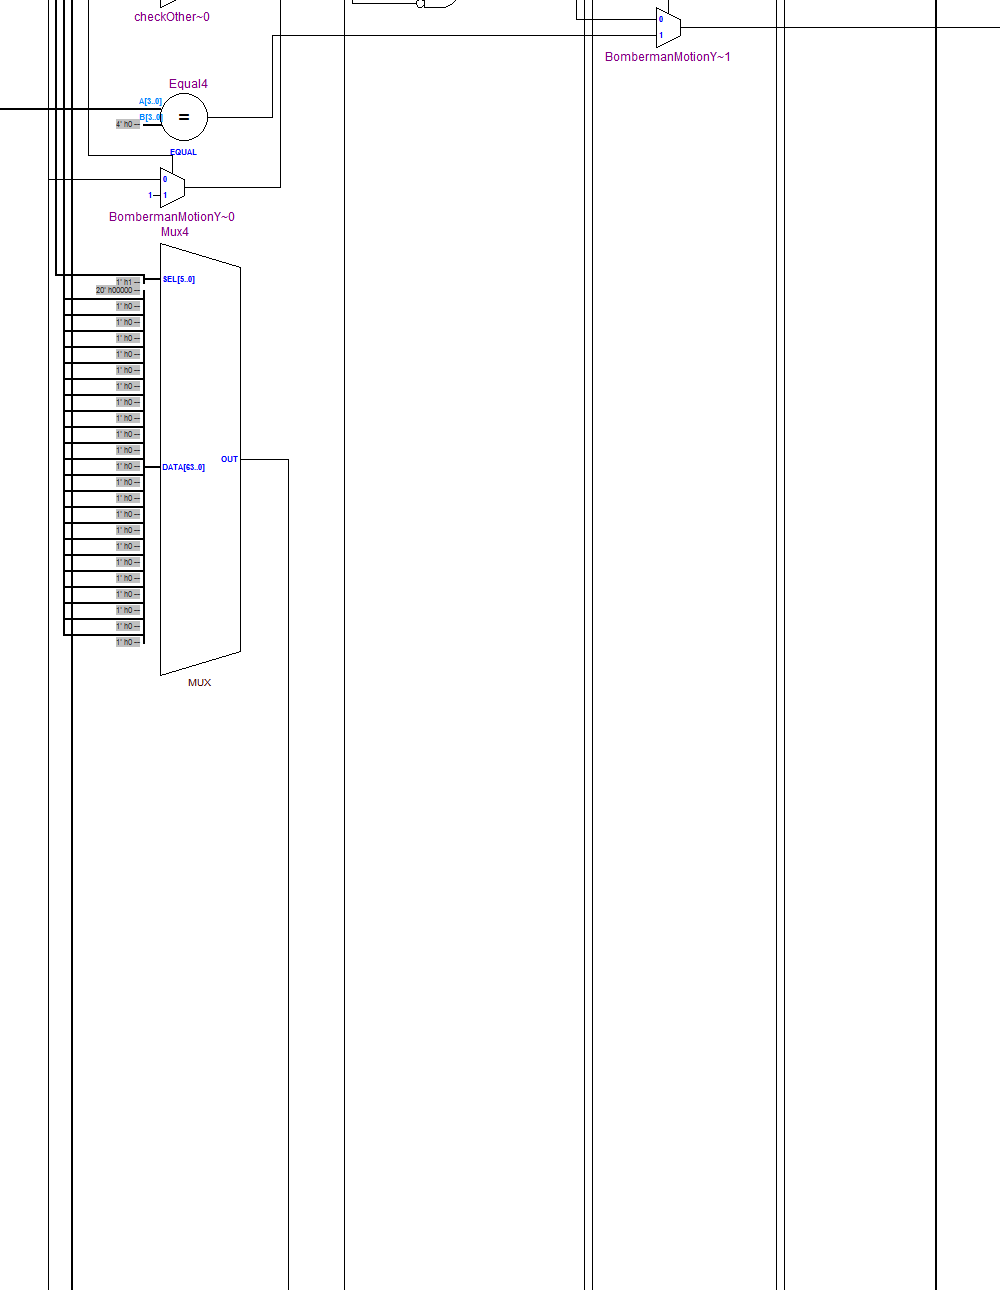 checkOther~0
0
1
BombermanMotionY~1
Equal4
A[3..0]
B[3..0]
4' h0
=
EQUAL
0
1
1
BombermanMotionY~0
Mux4
1' h1
SEL[5..0]
20' h00000
1' h0
1' h0
1' h0
1' h0
1' h0
1' h0
1' h0
1' h0
1' h0
1' h0
OUT
1' h0
DATA[63..0]
1' h0
1' h0
1' h0
1' h0
1' h0
1' h0
1' h0
1' h0
1' h0
1' h0
1' h0
MUX